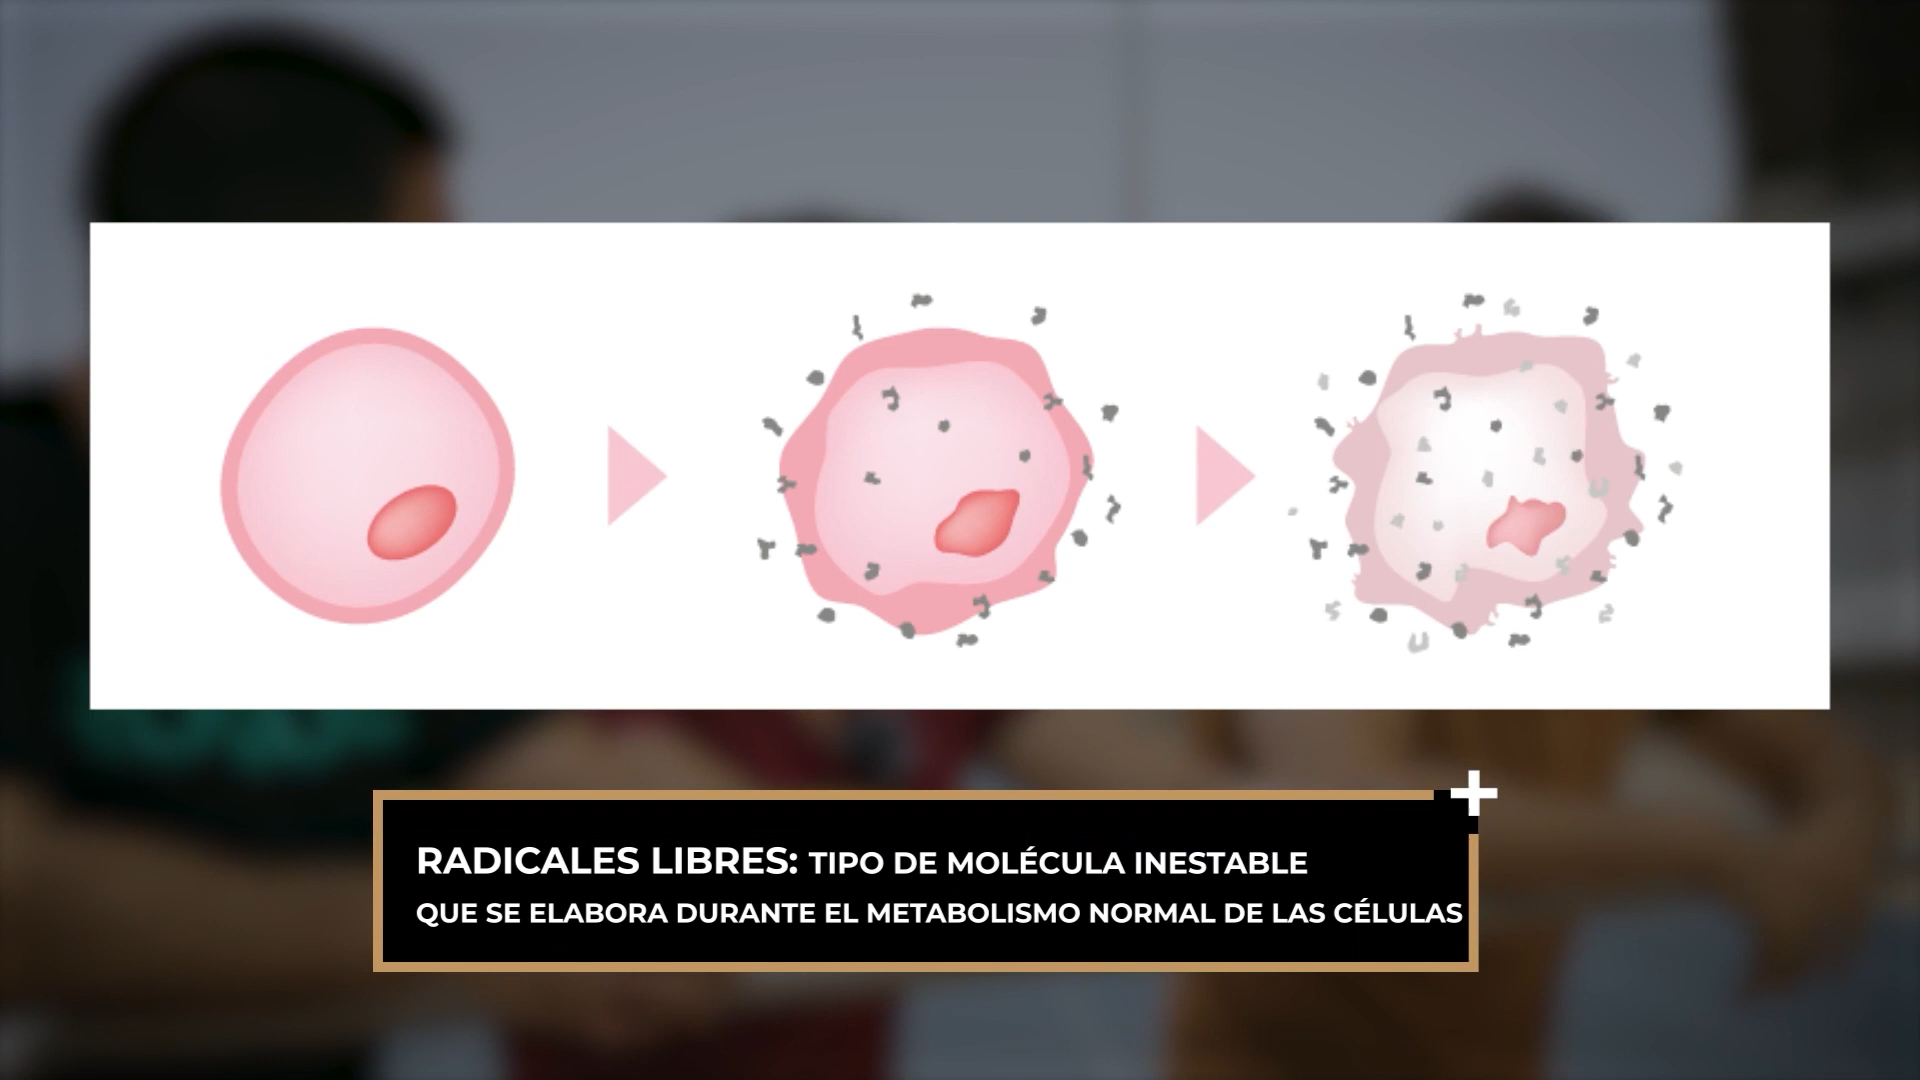 RADICALES LIBRES: TIPO DE MOLÉCULA INESTABLE
QUE SE ELABORA DURANTE EL METABOLISMO NORMAL DE LAS CÉLULAS